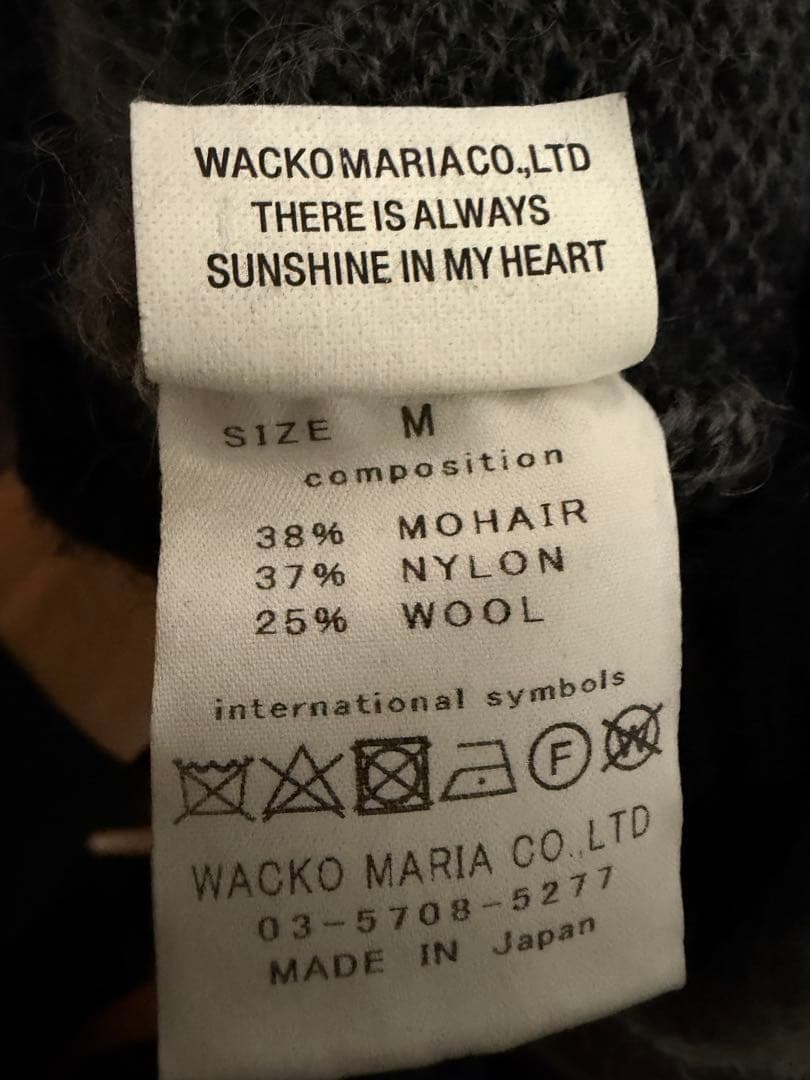 WACKO MARIA CO.,LTD
THERE IS ALWAYS
SUNSHINE IN MY HEART
SIZE M
composition
38% MOHAIR
37% NYLON
25% WOOL
international symbols
F W
WACKO MARIA CO.,LTD
03-5708-5277
MADE IN Japan